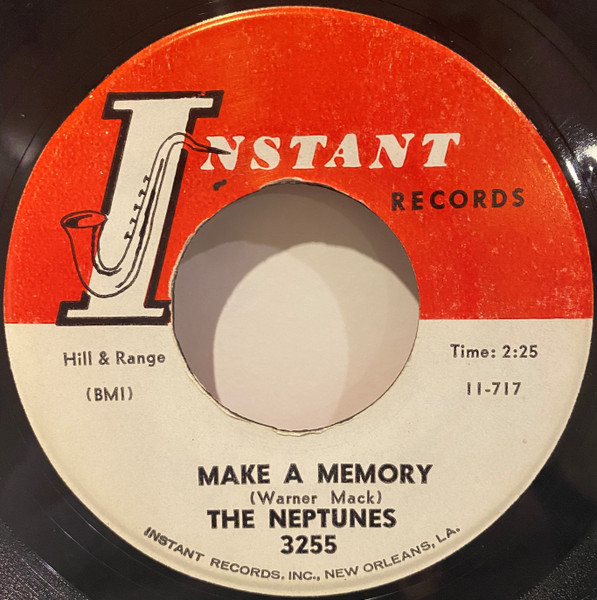 INSTANT
RECORDS
Hill & Range
(BMI)
Time: 2:25
11-717
MAKE A MEMORY
(Warner Mack)
THE NEPTUNES
3255
INSTANT RECORDS, INC., NEW ORLEANS, LA.